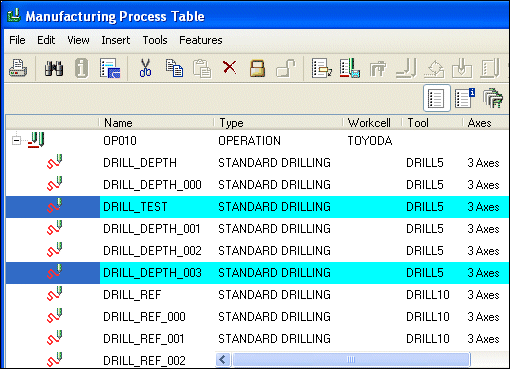 Manufacturing Process Table
File Edit View Insert Tools Features
Name Type Workcell Tool Axes
OP010 OPERATION TOYODA
DRILL_DEPTH STANDARD DRILLING DRILL5 3 Axes
DRILL_DEPTH_000 STANDARD DRILLING DRILL5 3 Axes
DRILL_TEST STANDARD DRILLING DRILL5 3 Axes
DRILL_DEPTH_001 STANDARD DRILLING DRILL5 3 Axes
DRILL_DEPTH_002 STANDARD DRILLING DRILL5 3 Axes
DRILL_DEPTH_003 STANDARD DRILLING DRILL5 3 Axes
DRILL_REF STANDARD DRILLING DRILL10 3 Axes
DRILL_REF_000 STANDARD DRILLING DRILL10 3 Axes
DRILL_REF_001 STANDARD DRILLING DRILL10 3 Axes
DRILL_REF_002